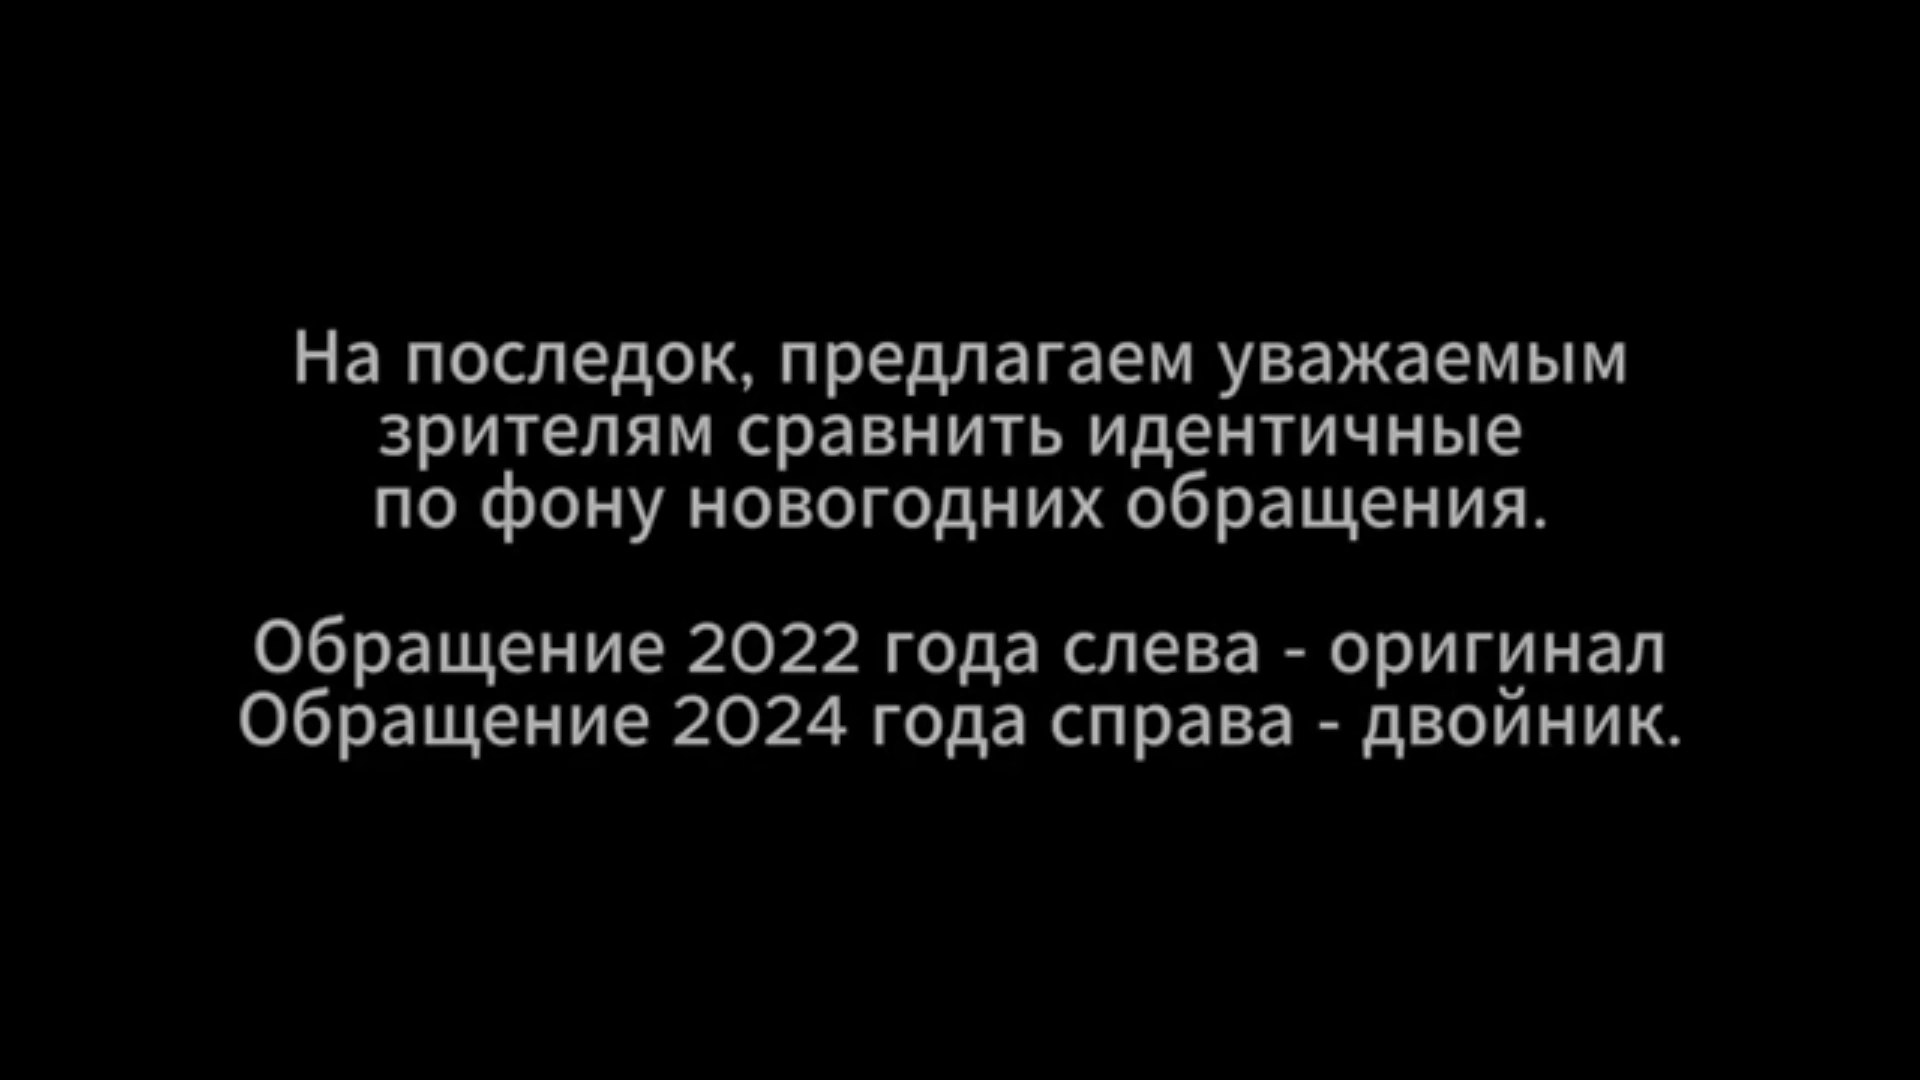 На последок, предлагаем уважаемым
зрителям сравнить идентичные
по фону новогодних обращения.
Обращение 2022 года слева - оригинал
Обращение 2024 года справа - двойник.